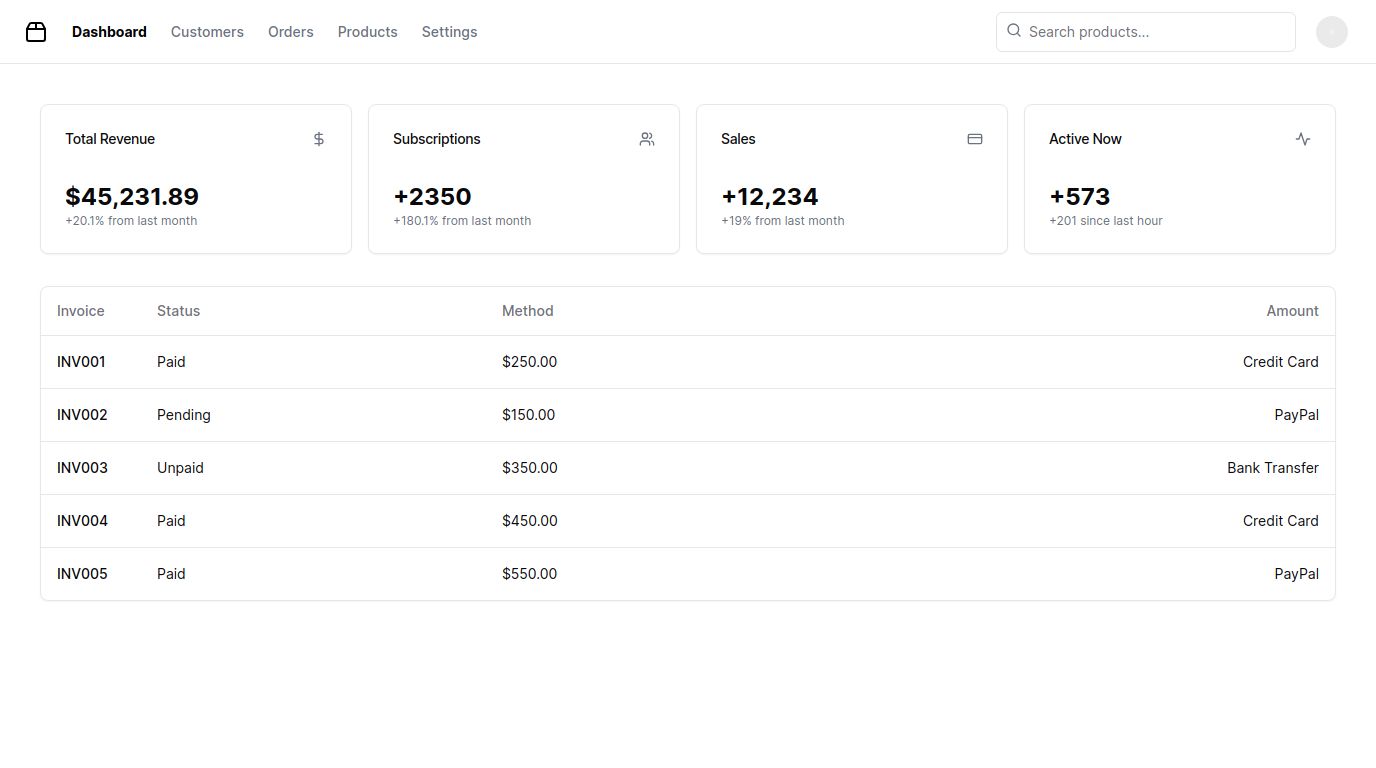 Dashboard Customers Orders Products Settings Search products...
Total Revenue
$45,231.89
+20.1% from last month
Subscriptions
+2350
+180.1% from last month
Sales
+12,234
+19% from last month
Active Now
+573
+201 since last hour
Invoice Status Method Amount
INV001 Paid $250.00 Credit Card
INV002 Pending $150.00 PayPal
INV003 Unpaid $350.00 Bank Transfer
INV004 Paid $450.00 Credit Card
INV005 Paid $550.00 PayPal